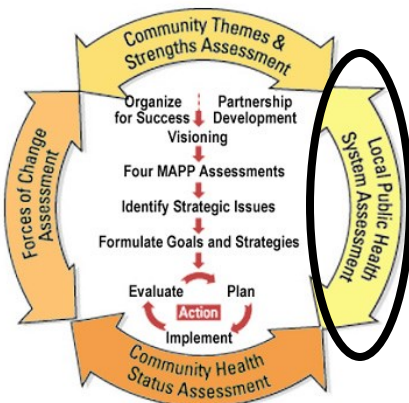 Community Themes &
Strengths Assessment
Organize Partnership
for Success Development
Visioning
Four MAPP Assessments
Identify Strategic Issues
Formulate Goals and Strategies
Evaluate Plan
Action
Implement
Forces of Change
Assessment
Local Public Health
System Assessment
Community Health
Status Assessment